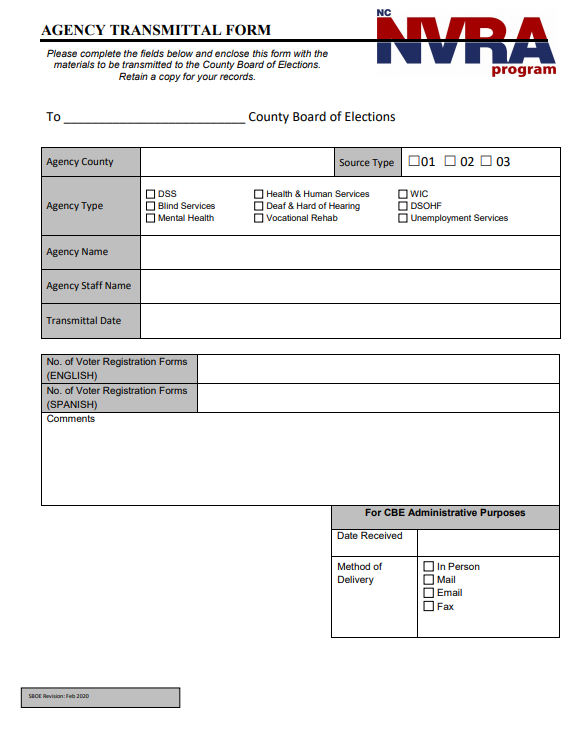 AGENCY TRANSMITTAL FORM
NC
NVRA
program
Please complete the fields below and enclose this form with the
materials to be transmitted to the County Board of Elections.
Retain a copy for your records.
To __________________________ County Board of Elections
Agency County
Source Type ☐01 ☐ 02 ☐ 03
Agency Type
☐ DSS ☐ Health & Human Services ☐ WIC
☐ Blind Services ☐ Deaf & Hard of Hearing ☐ DSOHF
☐ Mental Health ☐ Vocational Rehab ☐ Unemployment Services
Agency Name
Agency Staff Name
Transmittal Date
No. of Voter Registration Forms
(ENGLISH)
No. of Voter Registration Forms
(SPANISH)
Comments
For CBE Administrative Purposes
Date Received
Method of
Delivery
☐ In Person
☐ Mail
☐ Email
☐ Fax
SBOE Revision: Feb 2020